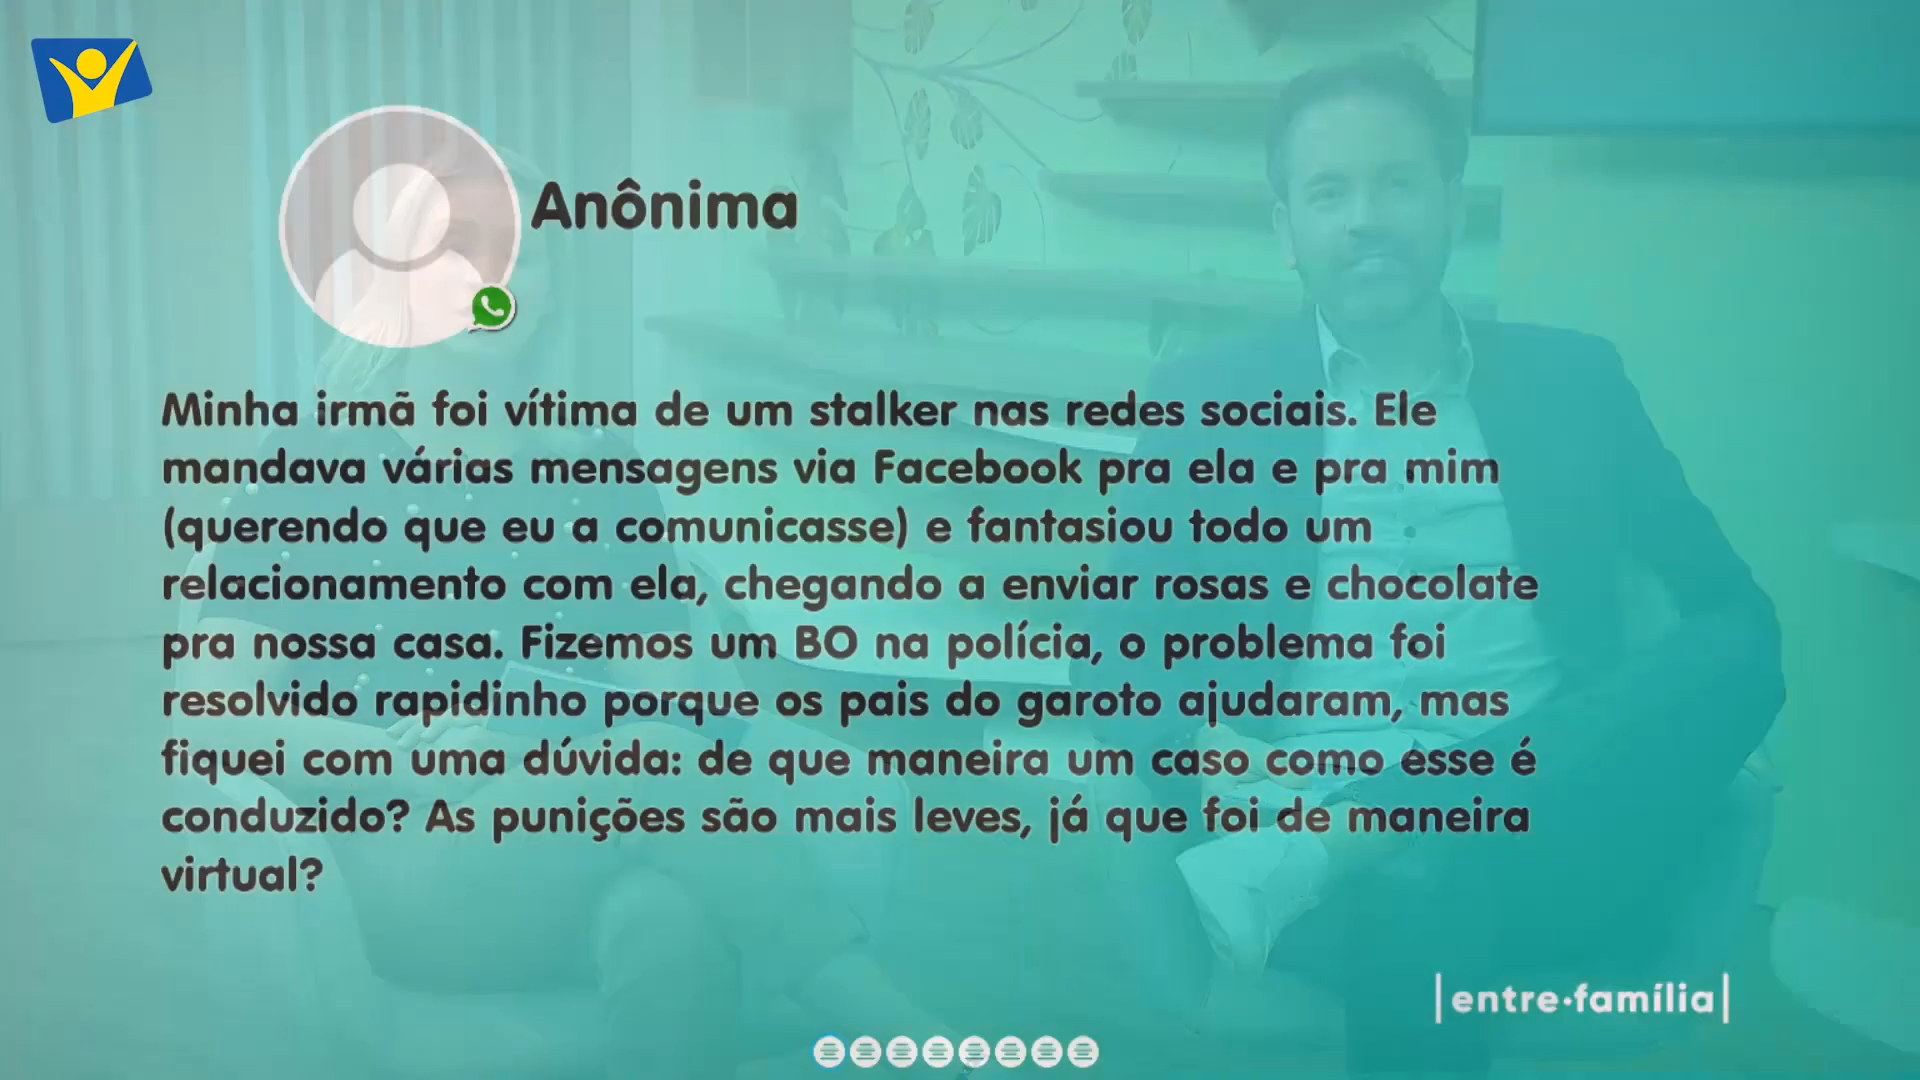 Anônima
Minha irmã foi vítima de um stalker nas redes sociais. Ele
mandava várias mensagens via Facebook pra ela e pra mim
(querendo que eu a comunicasse) e fantasiou todo um
relacionamento com ela, chegando a enviar rosas e chocolate
pra nossa casa. Fizemos um BO na polícia, o problema foi
resolvido rapidinho porque os pais do garoto ajudaram, mas
fiquei com uma dúvida: de que maneira um caso como esse é
conduzido? As punições são mais leves, já que foi de maneira
virtual?
|entre•família|